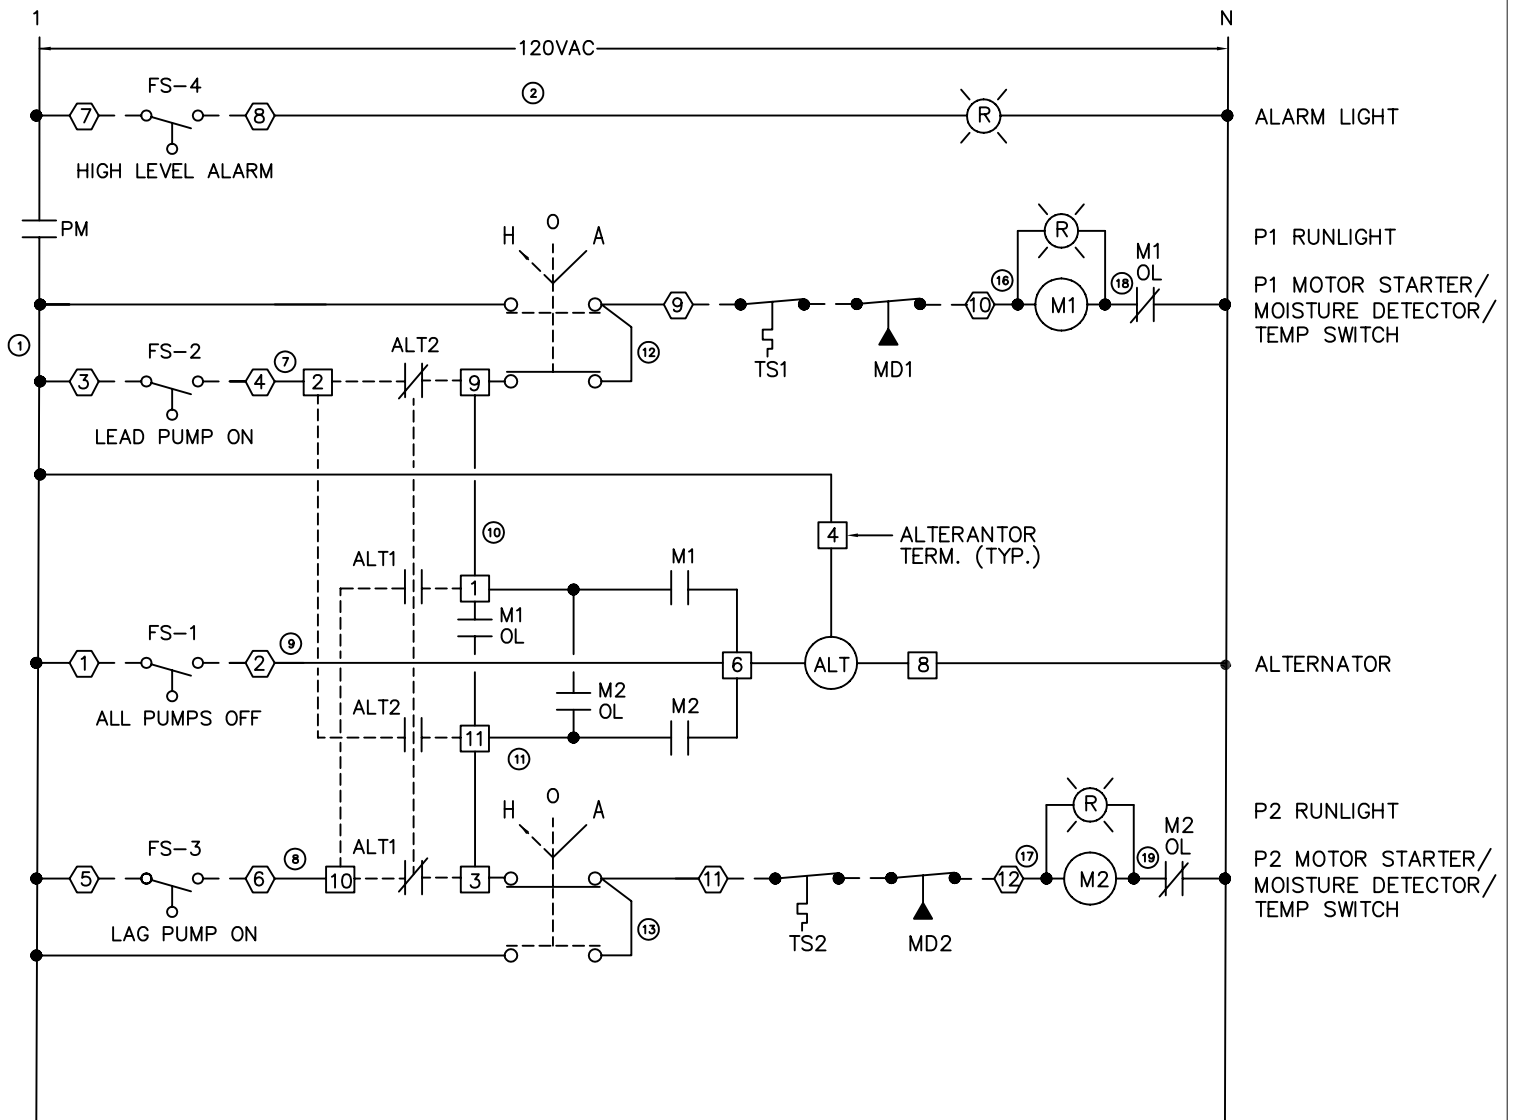 1
N
120VAC
FS-4
2
7
8
R
ALARM LIGHT
HIGH LEVEL ALARM
PM
H O A
R
P1 RUNLIGHT
M1
OL
16
18
9
10
M1
P1 MOTOR STARTER/
MOISTURE DETECTOR/
TEMP SWITCH
TS1
MD1
12
1
FS-2
7
ALT2
3
4
2
9
LEAD PUMP ON
10
4
ALTERANTOR
TERM. (TYP.)
ALT1
1
M1
M1
OL
FS-1
9
1
2
6
ALT
8
ALTERNATOR
M2
OL
ALL PUMPS OFF
ALT2
M2
11
11
H O A
R
P2 RUNLIGHT
M2
OL
FS-3
8
ALT1
5
6
10
3
11
12
17
M2
19
P2 MOTOR STARTER/
MOISTURE DETECTOR/
TEMP SWITCH
LAG PUMP ON
13
TS2
MD2